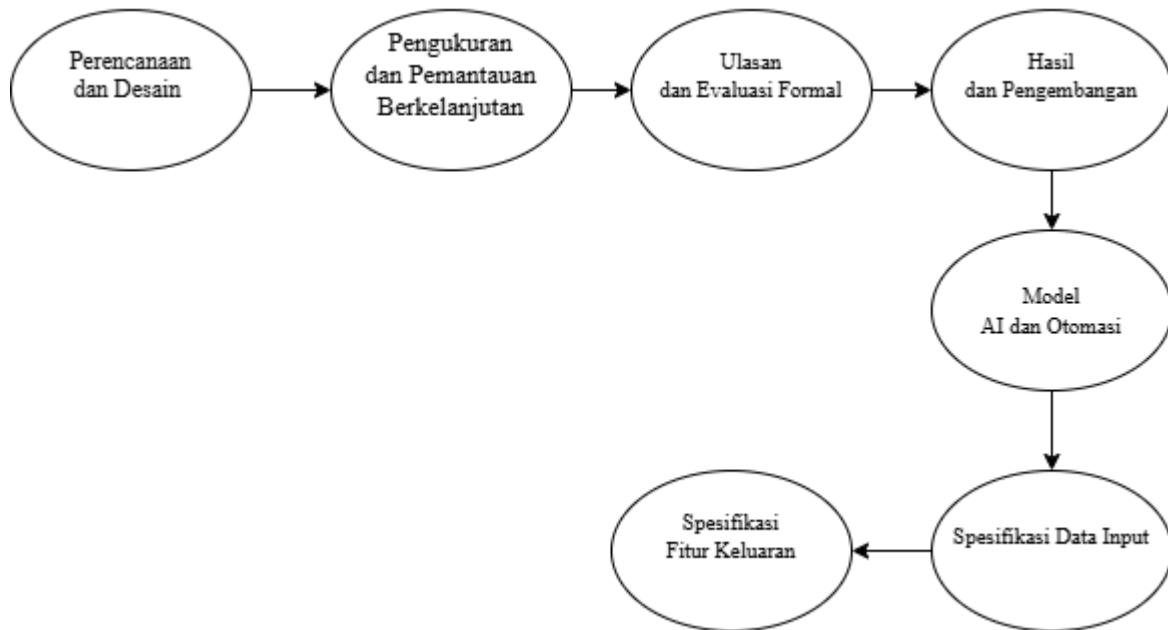 Perencanaan
dan Desain
Pengukuran
dan Pemantauan
Berkelanjutan
Ulasan
dan Evaluasi Formal
Hasil
dan Pengembangan
Model
AI dan Otomasi
Spesifikasi Data Input
Spesifikasi
Fitur Keluaran